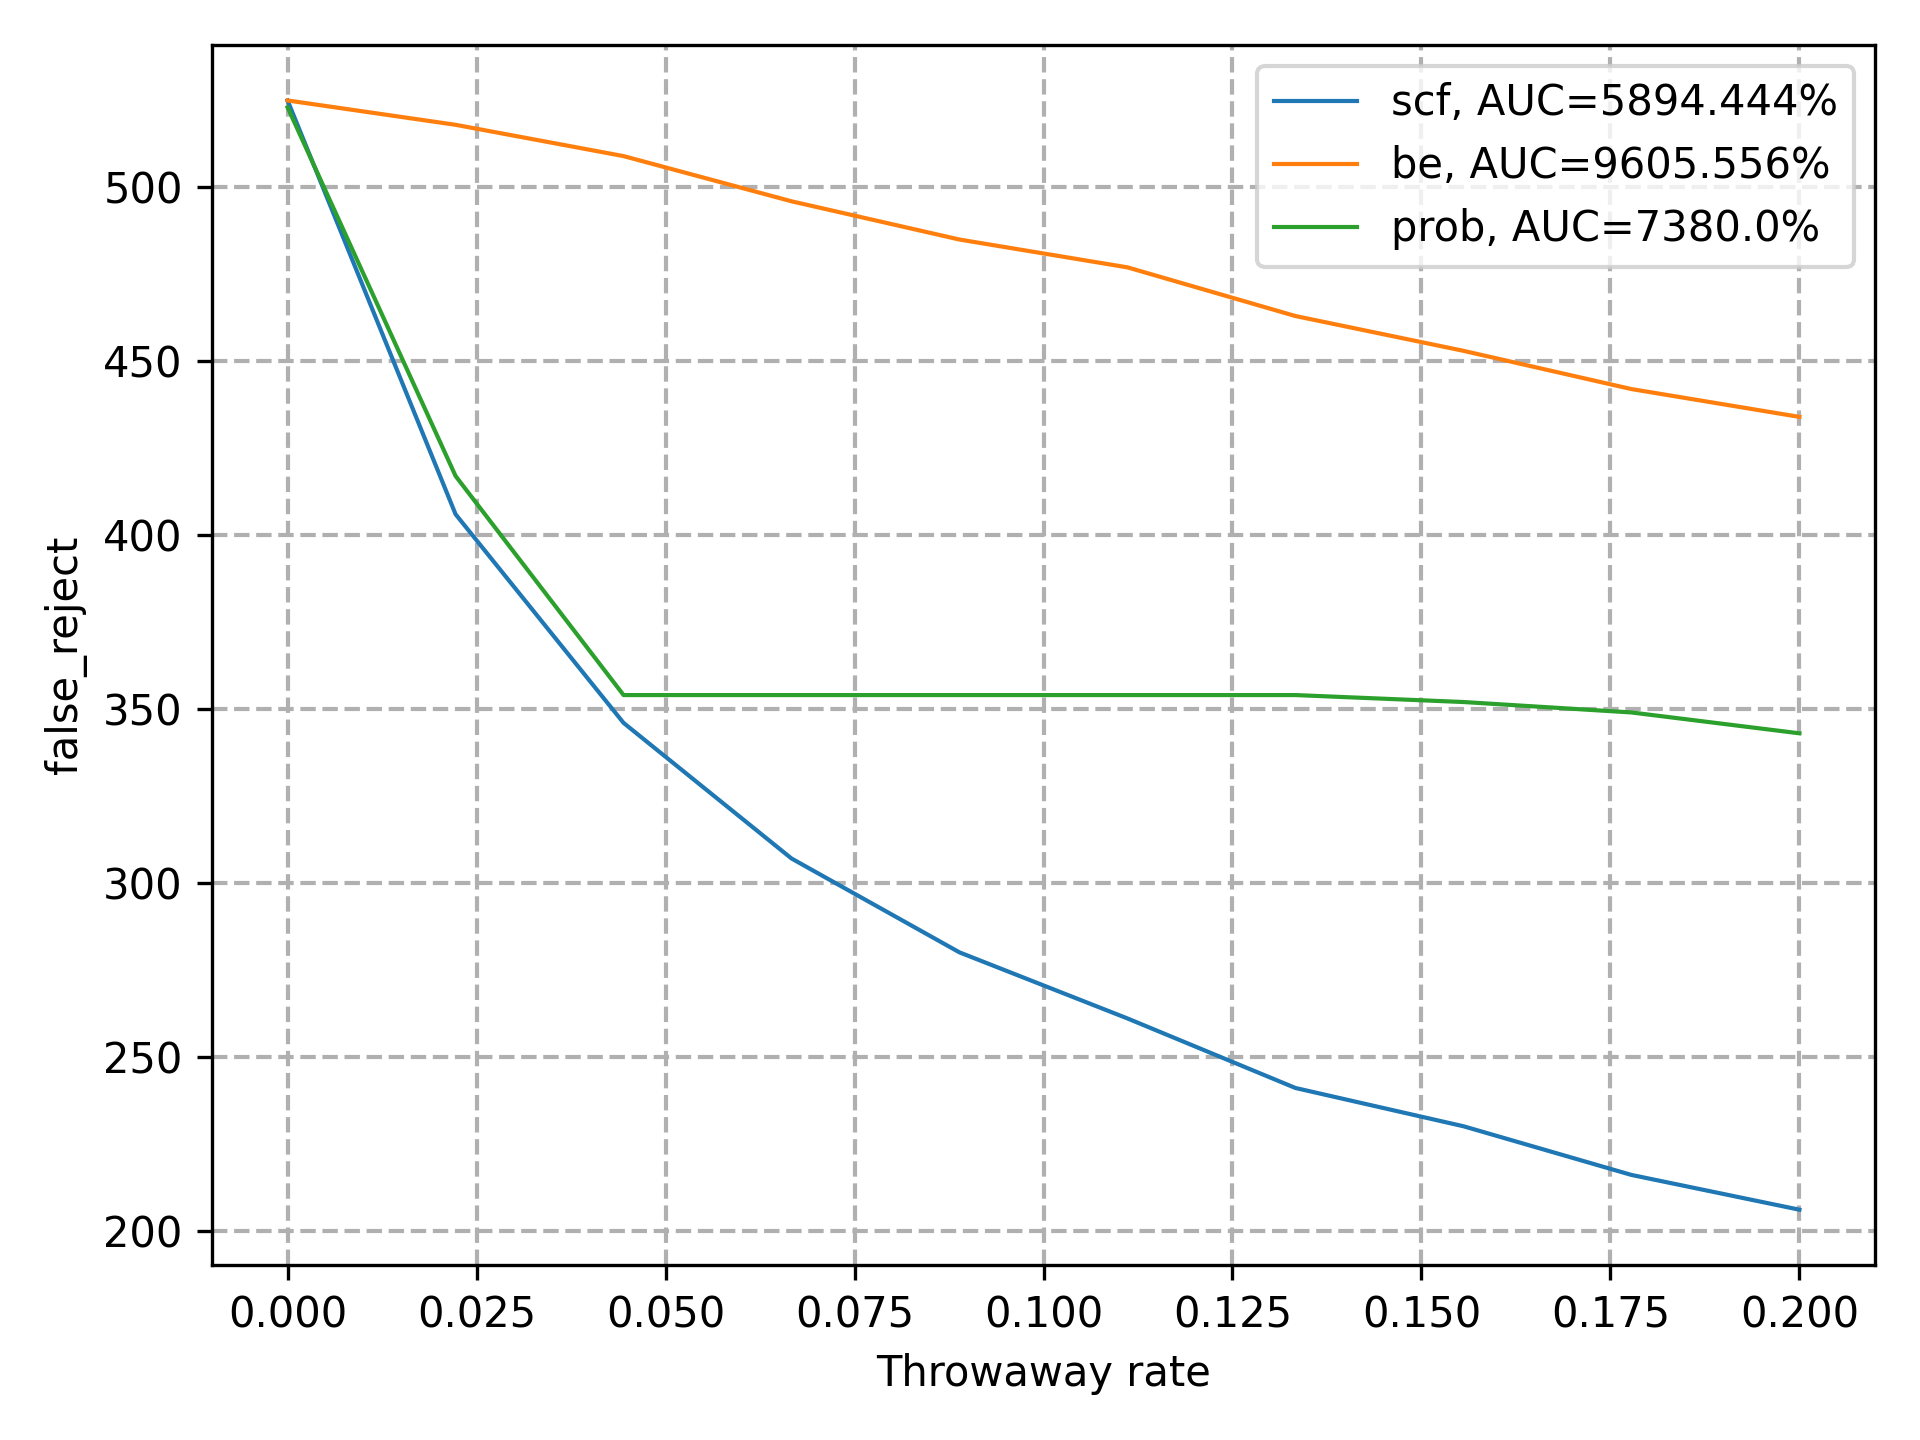 scf, AUC=5894.444%
be, AUC=9605.556%
prob, AUC=7380.0%
false_reject
500
450
400
350
300
250
200
0.000 0.025 0.050 0.075 0.100 0.125 0.150 0.175 0.200
Throwaway rate